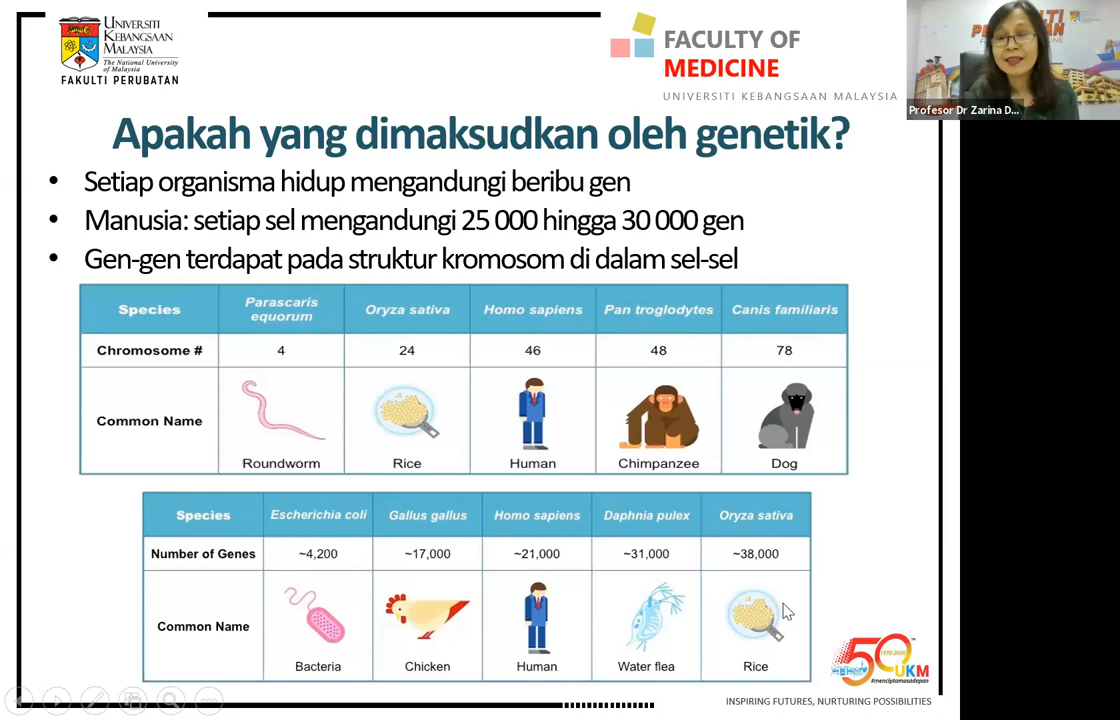 UNIVERSITI
KEBANGSAAN
MALAYSIA
The National University
of Malaysia
FAKULTI PERUBATAN
FACULTY OF
MEDICINE
UNIVERSITI KEBANGSAAN MALAYSIA
Profesor Dr Zarina D...
Apakah yang dimaksudkan oleh genetik?
• Setiap organisma hidup mengandungi beribu gen
• Manusia: setiap sel mengandungi 25 000 hingga 30 000 gen
• Gen-gen terdapat pada struktur kromosom di dalam sel-sel
Species Parascaris equorum Oryza sativa Homo sapiens Pan troglodytes Canis familiaris
Chromosome # 4 24 46 48 78
Common Name Roundworm Rice Human Chimpanzee Dog
Species Escherichia coli Gallus gallus Homo sapiens Daphnia pulex Oryza sativa
Number of Genes ~4,200 ~17,000 ~21,000 ~31,000 ~38,000
Common Name Bacteria Chicken Human Water flea Rice
50
1970-2020
UKM
#menciptamasadepan
INSPIRING FUTURES, NURTURING POSSIBILITIES